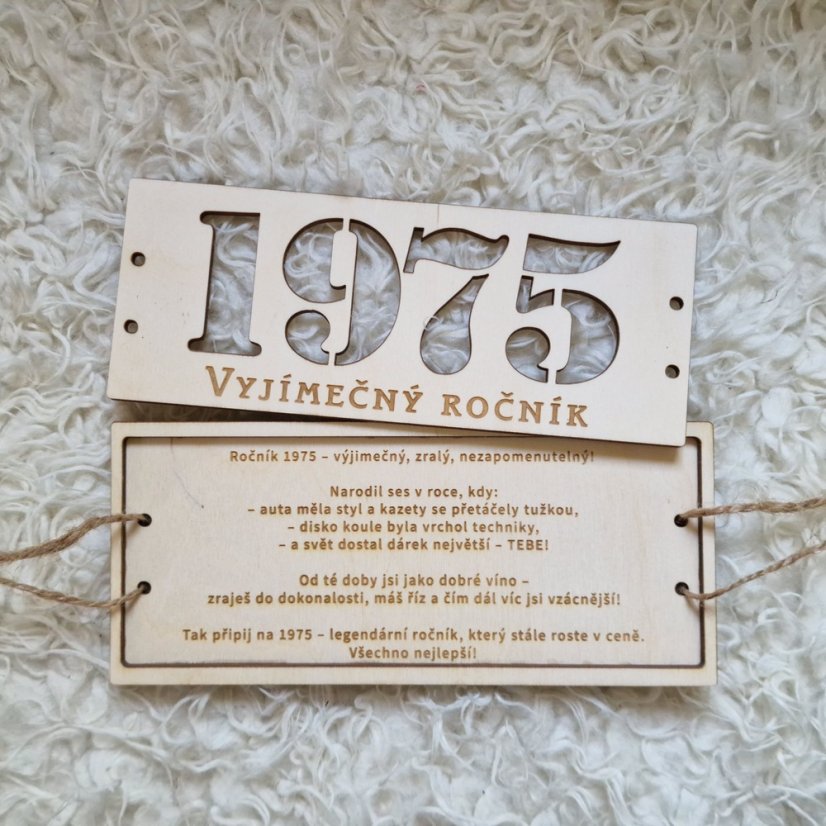 1975
Vyjímečný ročník
Ročník 1975 – výjimečný, zralý, nezapomenutelný!
Narodil ses v roce, kdy:
– auta měla styl a kazety se přetáčely tužkou,
– disko koule byla vrchol techniky,
– a svět dostal dárek největší – TEBE!
Od té doby jsi jako dobré víno –
zraješ do dokonalosti, máš říz a čím dál víc jsi vzácnější!
Tak připij na 1975 – legendární ročník, který stále roste v ceně.
Všechno nejlepší!